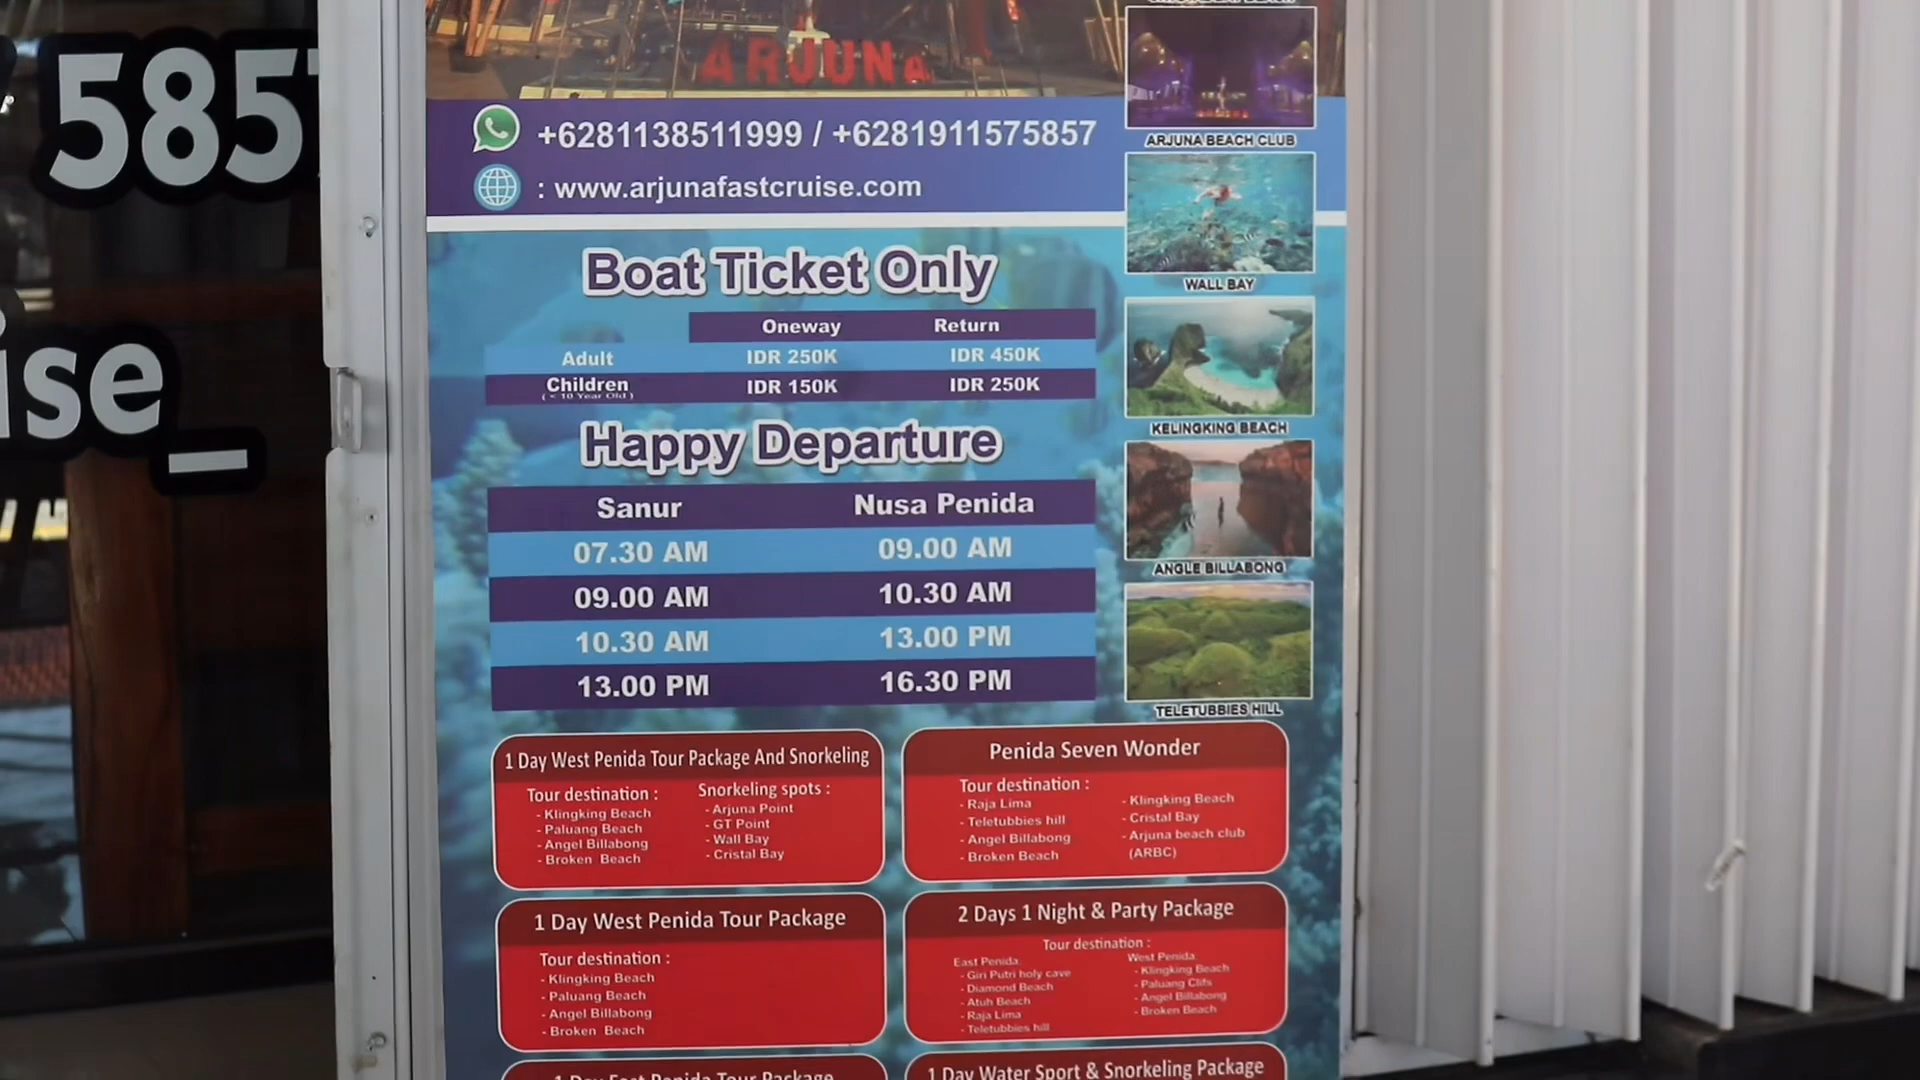 585
ise_
ARJUNA
+6281138511999 / +6281911575857
: www.arjunafastcruise.com
Boat Ticket Only
Oneway Return
Adult IDR 250K IDR 450K
Children IDR 150K IDR 250K
( < 10 Year Old )
Happy Departure
Sanur Nusa Penida
07.30 AM 09.00 AM
09.00 AM 10.30 AM
10.30 AM 13.00 PM
13.00 PM 16.30 PM
ARJUNA BEACH CLUB
WALL BAY
KELINGKING BEACH
ANGLE BILLABONG
TELETUBBIES HILL
1 Day West Penida Tour Package And Snorkeling
Tour destination :
- Klingking Beach
- Paluang Beach
- Angel Billabong
- Broken Beach
Snorkeling spots :
- Arjuna Point
- GT Point
- Wall Bay
- Cristal Bay
Penida Seven Wonder
Tour destination :
- Raja Lima
- Teletubbies hill
- Angel Billabong
- Broken Beach
- Klingking Beach
- Cristal Bay
- Arjuna beach club
(ARBC)
1 Day West Penida Tour Package
Tour destination :
- Klingking Beach
- Paluang Beach
- Angel Billabong
- Broken Beach
2 Days 1 Night & Party Package
Tour destination :
East Penida:
- Giri Putri holy cave
- Diamond Beach
- Atuh Beach
- Raja Lima
- Teletubbies hill
West Penida:
- Klingking Beach
- Paluang Clifs
- Angel Billabong
- Broken Beach
1 Day East Penida Tour Package
1 Day Water Sport & Snorkeling Package